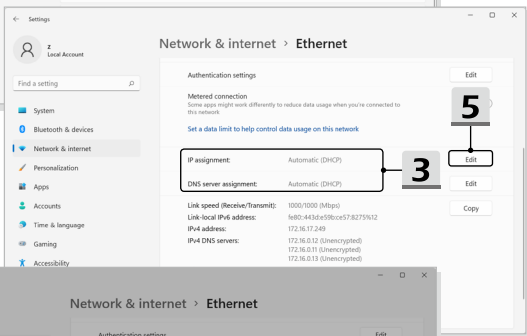 Settings
z
Local Account
Find a setting
System
Bluetooth & devices
Network & internet
Personalization
Apps
Accounts
Time & language
Gaming
Accessibility
Network & internet > Ethernet
Authentication settings
Edit
Metered connection
Some apps might work differently to reduce data usage when you're connected to
this network
5
Set a data limit to help control data usage on this network
IP assignment: Automatic (DHCP)
Edit
3
DNS server assignment: Automatic (DHCP)
Edit
Link speed (Receive/Transmit): 1000/1000 (Mbps)
Copy
Link-local IPv6 address: fe80::443d:e59b:ce57:8275%12
IPv4 address: 172.16.17.249
IPv4 DNS servers: 172.16.0.12 (Unencrypted)
172.16.0.11 (Unencrypted)
172.16.0.13 (Unencrypted)
Network & internet > Ethernet
Authentication settings
Edit